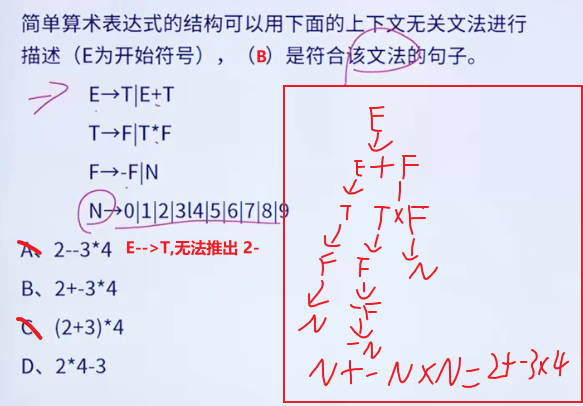 简单算术表达式的结构可以用下面的上下文无关文法进行
描述（E为开始符号），（B）是符合该文法的句子。
E→T|E+T
T→F|T*F
F→-F|N
N→0|1|2|3|4|5|6|7|8|9
A、2--3*4 E-->T,无法推出 2-
B、2+-3*4
C、(2+3)*4
D、2*4-3
E
E+F
T T×F
F F N
N -F
-N
N+-N×N=2+-3×4